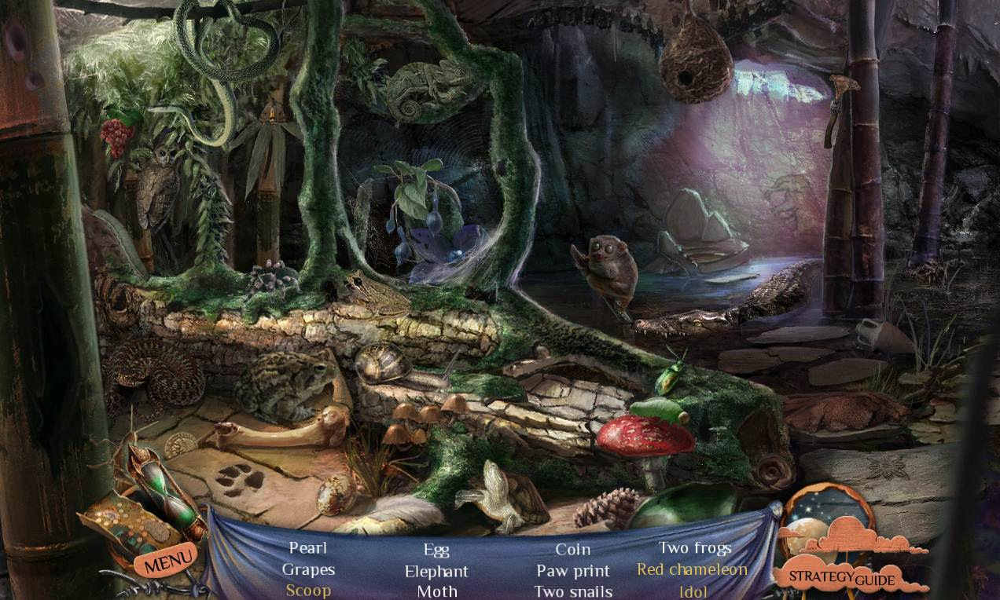 Pearl Egg Coin Two frogs
Grapes Elephant Paw print Red chameleon
Scoop Moth Two snails Idol
MENU
STRATEGY GUIDE